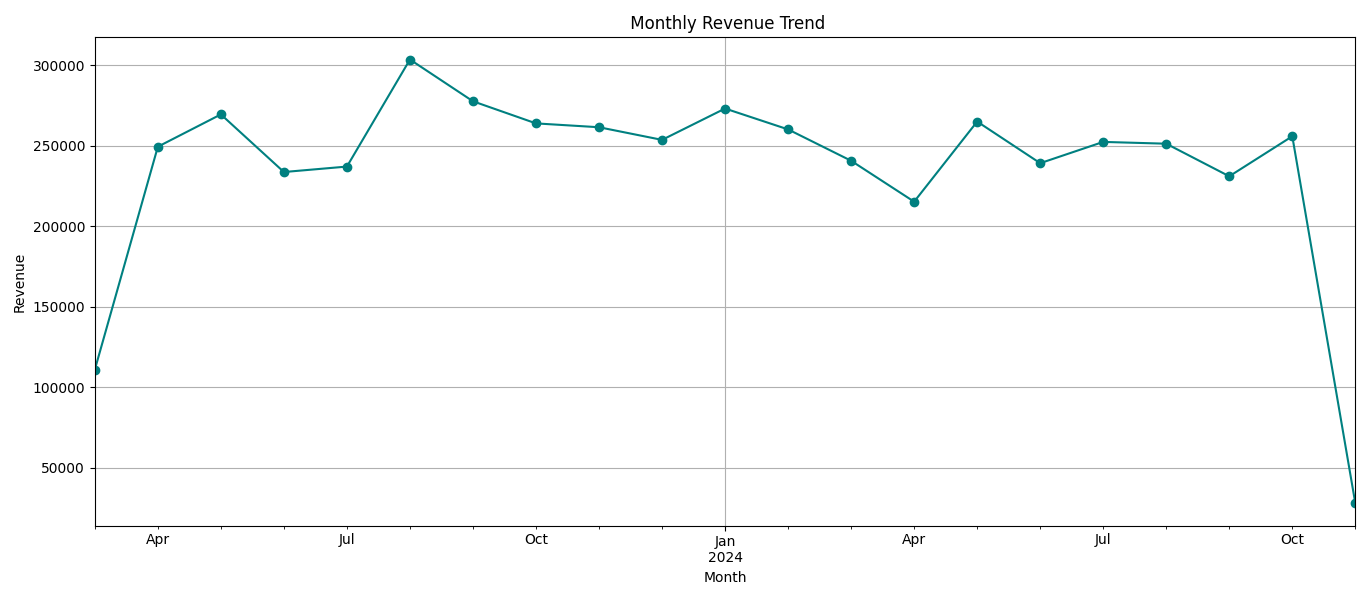 Monthly Revenue Trend
300000
250000
200000
150000
100000
50000
Revenue
Apr Jul Oct Jan Apr Jul Oct
2024
Month